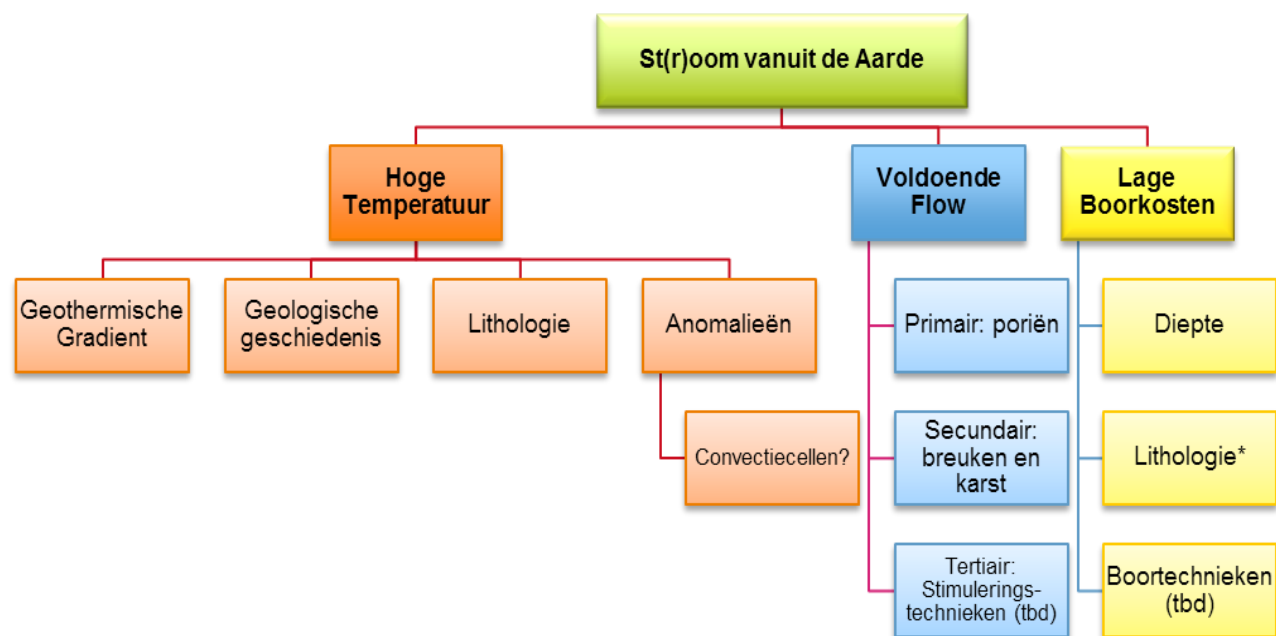 St(r)oom vanuit de Aarde
Hoge
Temperatuur
Voldoende
Flow
Lage
Boorkosten
Geothermische
Gradient
Geologische
geschiedenis
Lithologie
Anomalieën
Convectiecellen?
Primair: poriën
Secundair:
breuken en
karst
Tertiair:
Stimulerings-
technieken (tbd)
Diepte
Lithologie*
Boortechnieken
(tbd)